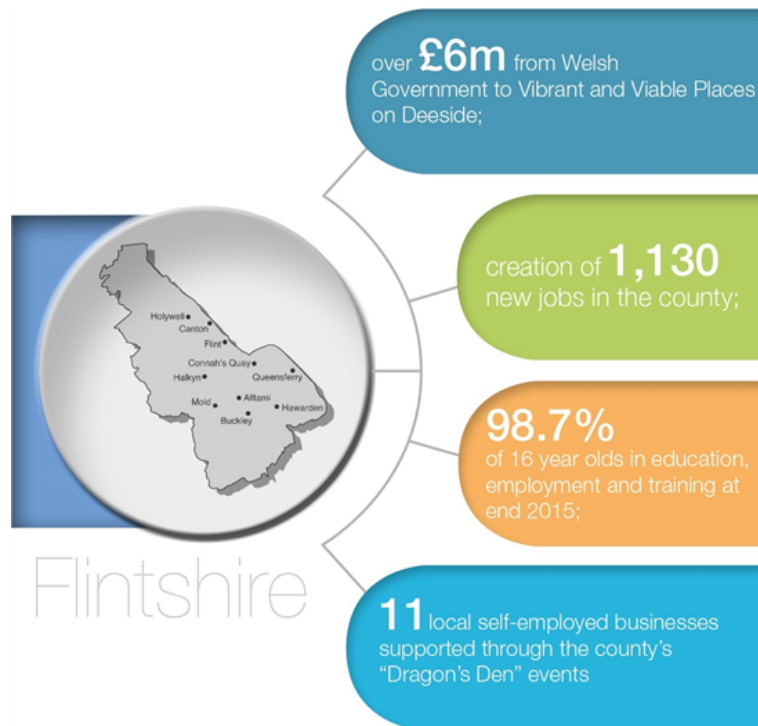 over £6m from Welsh
Government to Vibrant and Viable Places
on Deeside;
creation of 1,130
new jobs in the county;
Holywell
Canton
Flint
Connah's Quay
Halkyn
Queensferry
Mold
Alltami
Hawarden
Buckley
98.7%
of 16 year olds in education,
employment and training at
end 2015;
Flintshire
11 local self-employed businesses
supported through the county's
“Dragon's Den” events